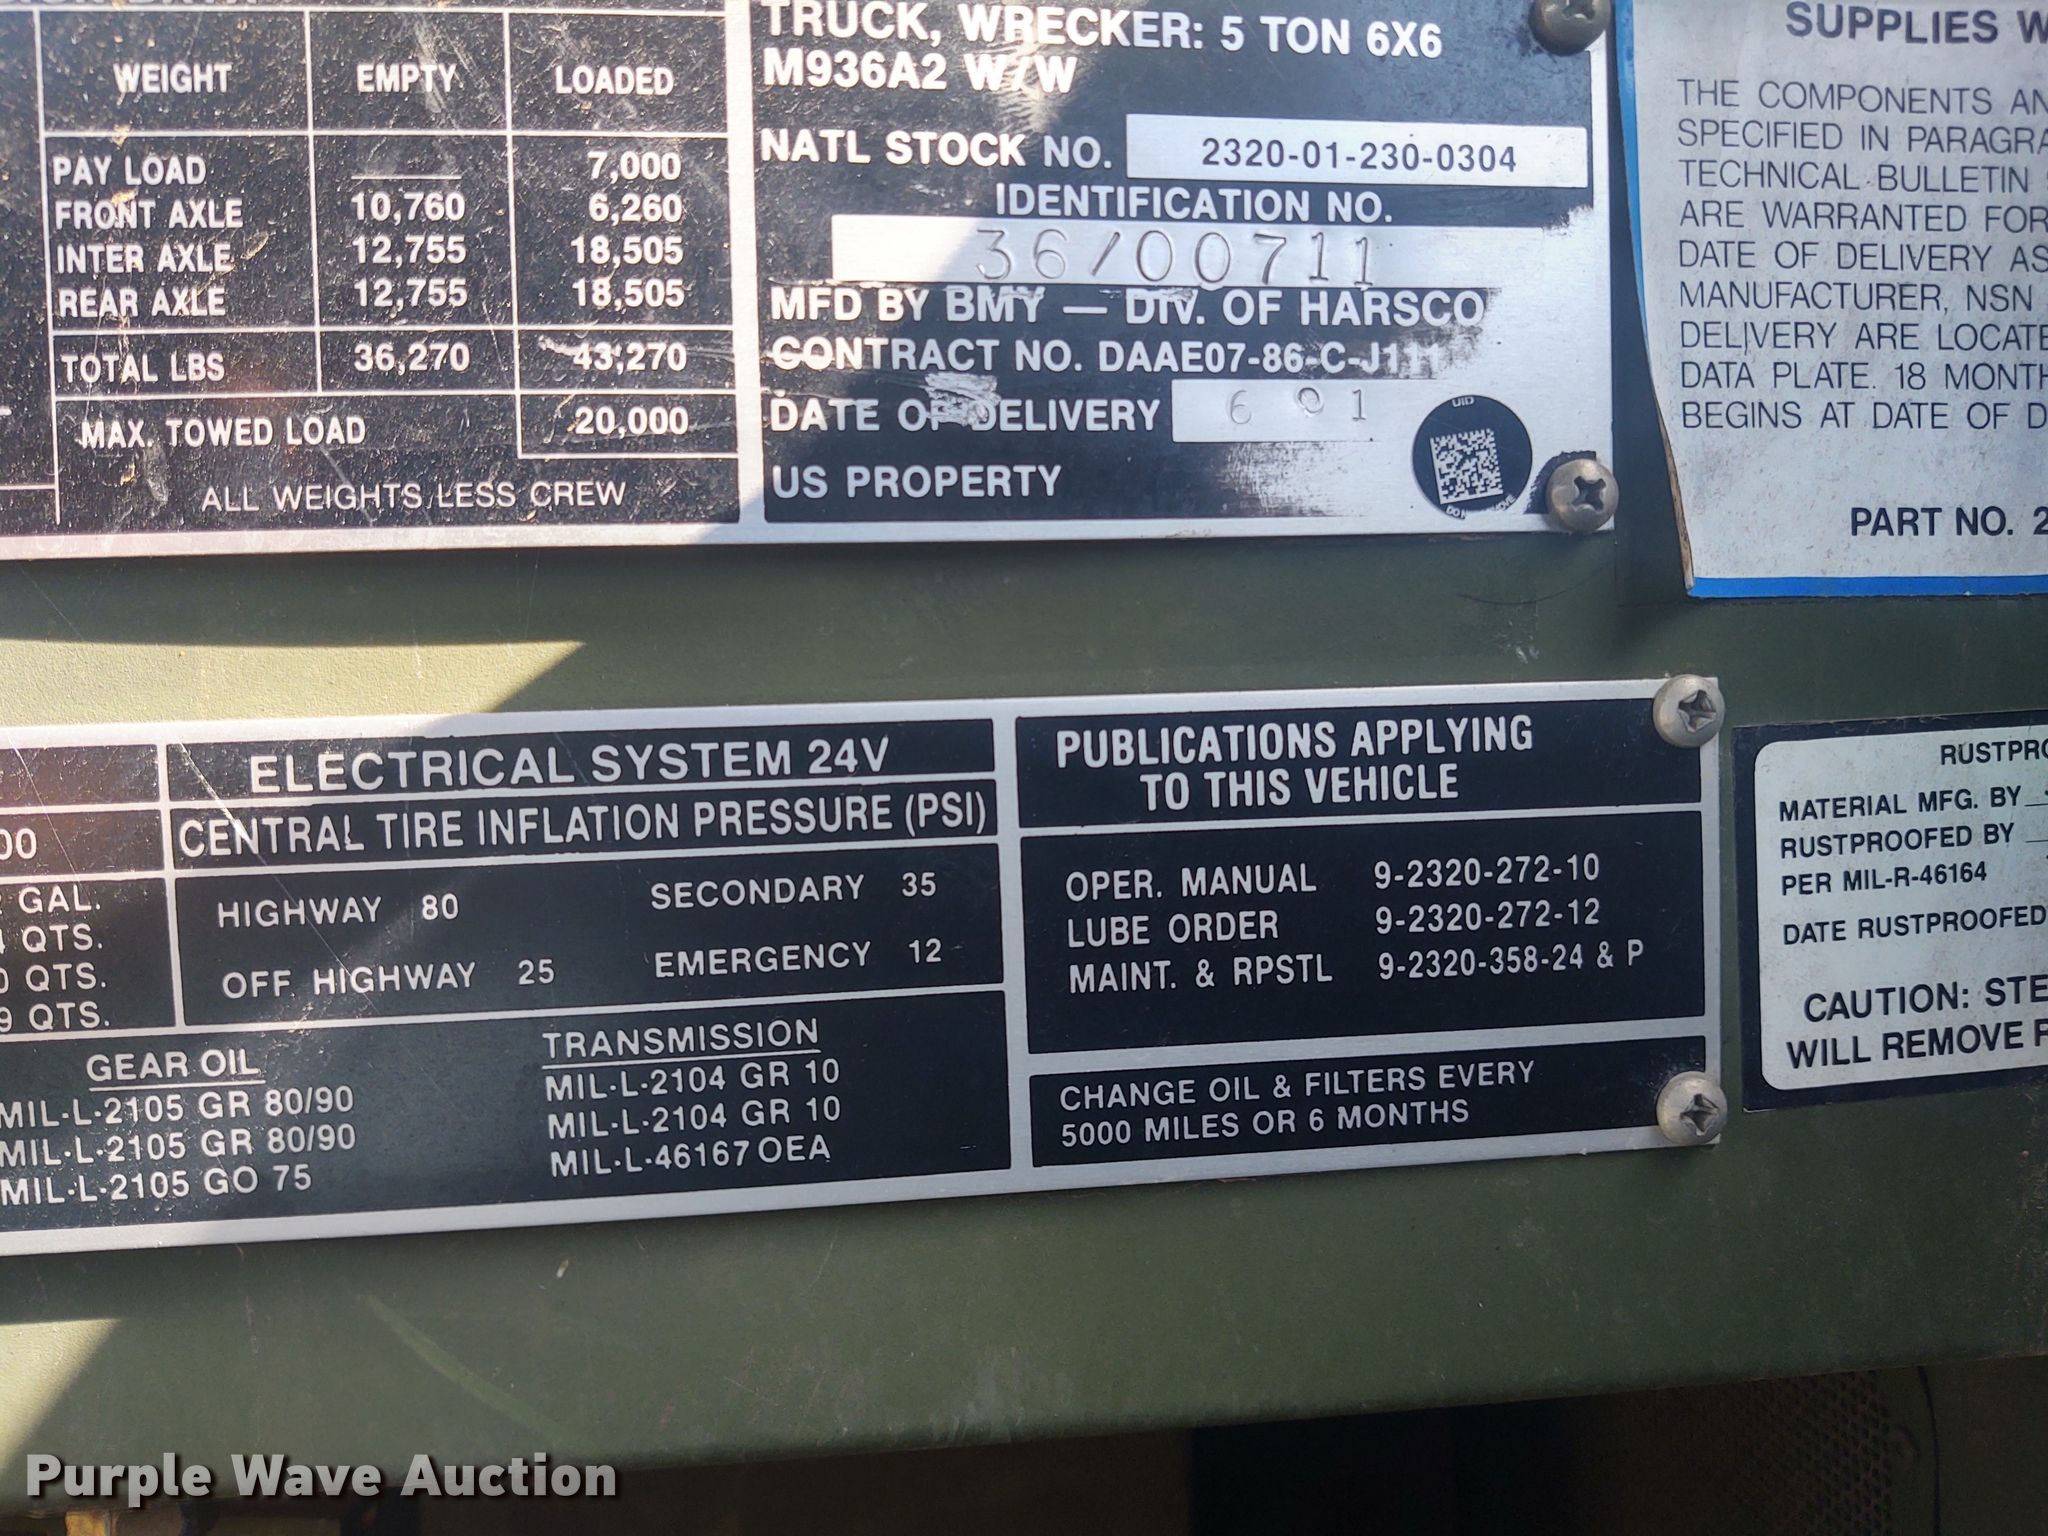 WEIGHT EMPTY LOADED
PAY LOAD 7,000
FRONT AXLE 10,760 6,260
INTER AXLE 12,755 18,505
REAR AXLE 12,755 18,505
TOTAL LBS 36,270 43,270
MAX. TOWED LOAD 20,000
ALL WEIGHTS LESS CREW
TRUCK, WRECKER: 5 TON 6X6
M936A2 W/W
NATL STOCK NO. 2320-01-230-0304
IDENTIFICATION NO.
36/00711
MFD BY BMY — DIV. OF HARSCO
CONTRACT NO. DAAE07-86-C-J111
DATE OF DELIVERY 6 91
US PROPERTY
UID
SUPPLIES
THE COMPONENTS
SPECIFIED IN
TECHNICAL BULLETIN
ARE WARRANTED FOR
DATE OF DELIVERY AS
MANUFACTURER, NSN
DELIVERY ARE
DATA PLATE. 18
BEGINS AT DATE OF
PART NO. 2
ELECTRICAL SYSTEM 24V
CENTRAL TIRE INFLATION PRESSURE (PSI)
HIGHWAY 80 SECONDARY 35
OFF HIGHWAY 25 EMERGENCY 12
00
GAL.
QTS.
0 QTS.
9 QTS.
GEAR OIL
MIL-L-2105 GR 80/90
MIL-L-2105 GR 80/90
MIL-L-2105 GO 75
TRANSMISSION
MIL-L-2104 GR 10
MIL-L-2104 GR 10
MIL-L-46167 OEA
PUBLICATIONS APPLYING
TO THIS VEHICLE
OPER. MANUAL 9-2320-272-10
LUBE ORDER 9-2320-272-12
MAINT. & RPSTL 9-2320-358-24 & P
CHANGE OIL & FILTERS EVERY
5000 MILES OR 6 MONTHS
MATERIAL MFG. BY
RUSTPROOFED BY
PER MIL-R-46164
DATE RUSTPROOFED
CAUTION:
WILL REMOVE
Purple Wave Auction